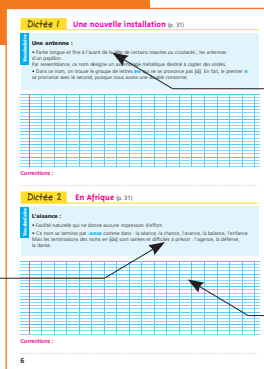 Dictée 1 Une nouvelle installation (p. 31)
Vocabulaire
Une antenne :
• Partie longue et fine à l'avant de la tête de certains insectes ou crustacés ; les antennes
d'un papillon.
Par ressemblance, ce nom désigne un métallique destiné à capter des ondes.
• Dans ce nom, on trouve le groupe de lettres en qui ne se prononce pas [ɑ̃]. En fait, le premier n
se prononce avec le second, puisque nous avons une double consonne.
Corrections :
Dictée 2 En Afrique (p. 31)
Vocabulaire
L'aisance :
• Facilité naturelle qui ne donne aucune impression d'effort.
• Ce nom se termine par -ance comme dans : la séance, la chance, l'avance, la balance, l'enfance.
Mais les terminaisons des noms en [ɑ̃s] sont variées et difficiles à prévoir : l'agence, la défense,
la danse.
Corrections :
6